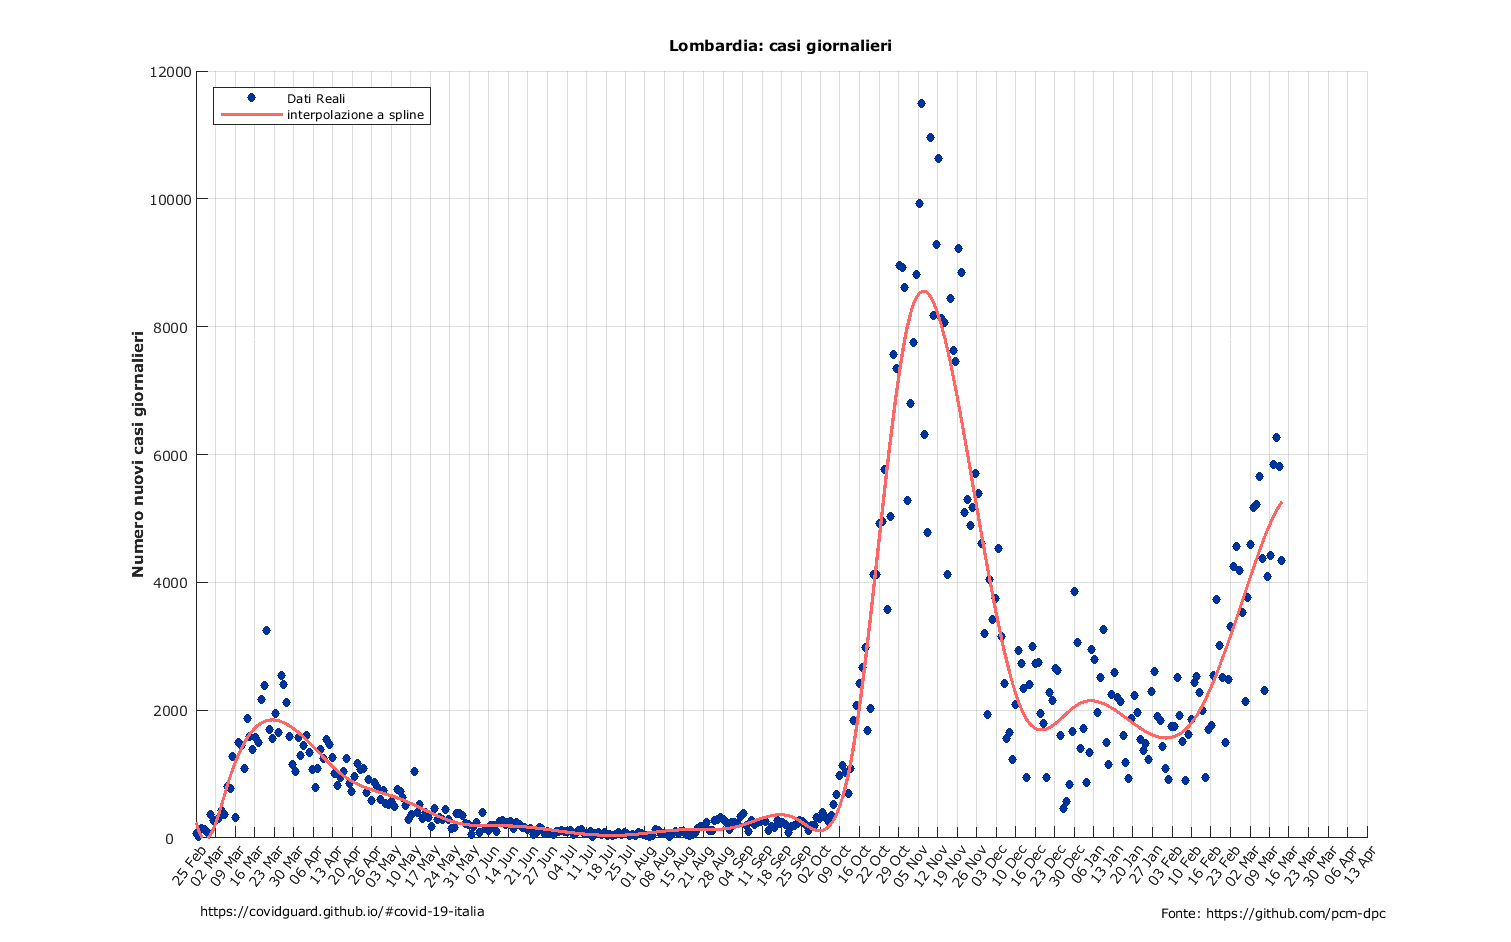 Lombardia: casi giornalieri
Dati Reali
interpolazione a spline
Numero nuovi casi giornalieri
12000
10000
8000
6000
4000
2000
0
25 Feb
02 Mar
09 Mar
16 Mar
23 Mar
30 Mar
06 Apr
13 Apr
20 Apr
26 Apr
03 May
10 May
17 May
24 May
31 May
07 Jun
14 Jun
21 Jun
27 Jun
04 Jul
11 Jul
18 Jul
25 Jul
01 Aug
08 Aug
15 Aug
21 Aug
28 Aug
04 Sep
11 Sep
18 Sep
25 Sep
02 Oct
09 Oct
16 Oct
22 Oct
29 Oct
05 Nov
12 Nov
19 Nov
26 Nov
03 Dec
10 Dec
16 Dec
23 Dec
30 Dec
06 Jan
13 Jan
20 Jan
27 Jan
03 Feb
10 Feb
16 Feb
23 Feb
02 Mar
09 Mar
16 Mar
23 Mar
30 Mar
06 Apr
13 Apr
https://covidguard.github.io/#covid-19-italia
Fonte: https://github.com/pcm-dpc